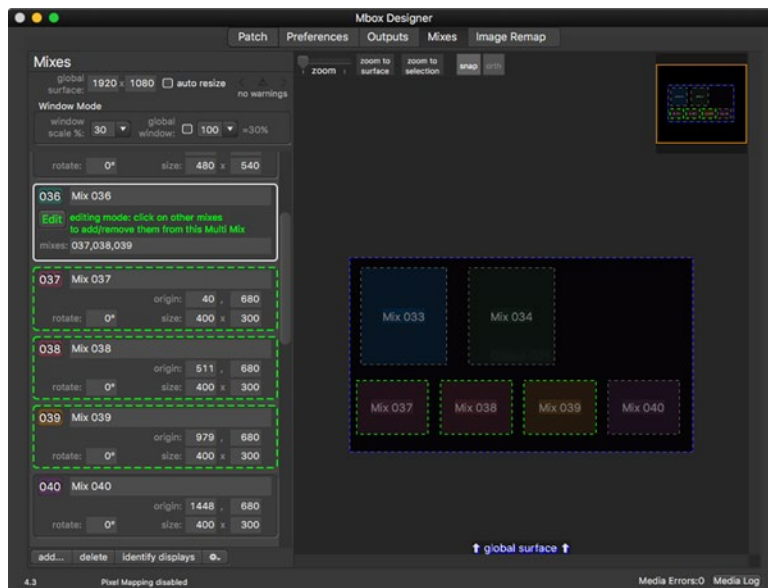 Mbox Designer
Patch Preferences Outputs Mixes Image Remap
Mixes
global surface: 1920 x 1080 auto resize
no warnings
Window Mode
window scale %: 30 global window: 100 =30%
rotate: 0° size: 480 x 540
036 Mix 036
Edit editing mode: click on other mixes
to add/remove them from this Multi Mix
mixes: 037,038,039
037 Mix 037
origin: 40 , 680
rotate: 0° size: 400 x 300
038 Mix 038
origin: 511 , 680
rotate: 0° size: 400 x 300
039 Mix 039
origin: 979 , 680
rotate: 0° size: 400 x 300
040 Mix 040
origin: 1448 , 680
rotate: 0° size: 400 x 300
add... delete identify displays
4.3 Pixel Mapping disabled
zoom
zoom to surface
zoom to selection
snap orth
Mix 033 Mix 034
Mix 037 Mix 038 Mix 039 Mix 040
global surface
Media Errors:0 Media Log